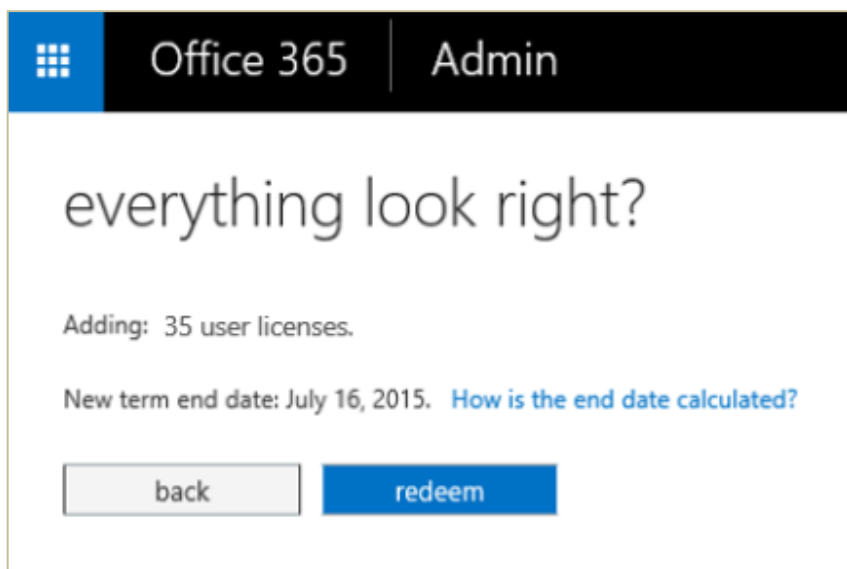 Office 365 Admin
everything look right?
Adding: 35 user licenses.
New term end date: July 16, 2015. How is the end date calculated?
back redeem